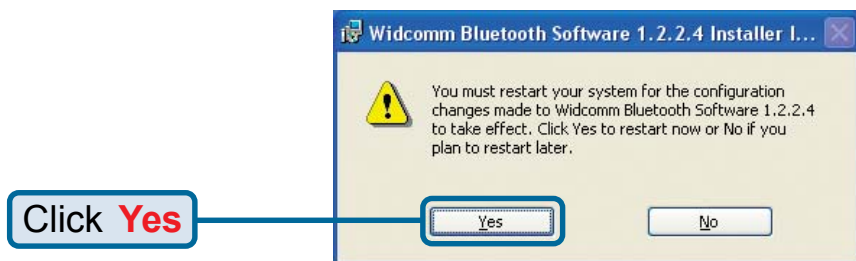 Widcomm Bluetooth Software 1.2.2.4 Installer I...
You must restart your system for the configuration
changes made to Widcomm Bluetooth Software 1.2.2.4
to take effect. Click Yes to restart now or No if you
plan to restart later.
Click Yes
Yes
No